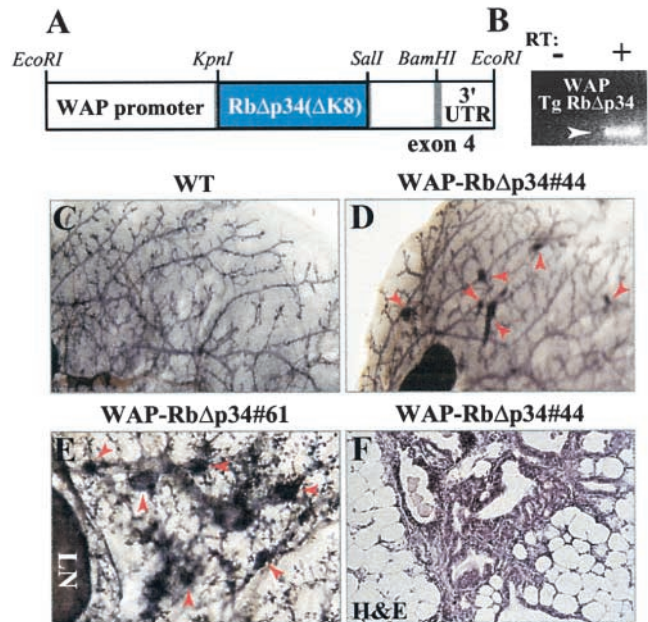 A
B
EcoRI KpnI SalI BamHI EcoRI
RT: - +
WAP promoter
RbΔp34(ΔK8)
3'
UTR
exon 4
WAP
Tg RbΔp34
WT
WAP-RbΔp34#44
C
D
WAP-RbΔp34#61
WAP-RbΔp34#44
E
F
LN
H&E